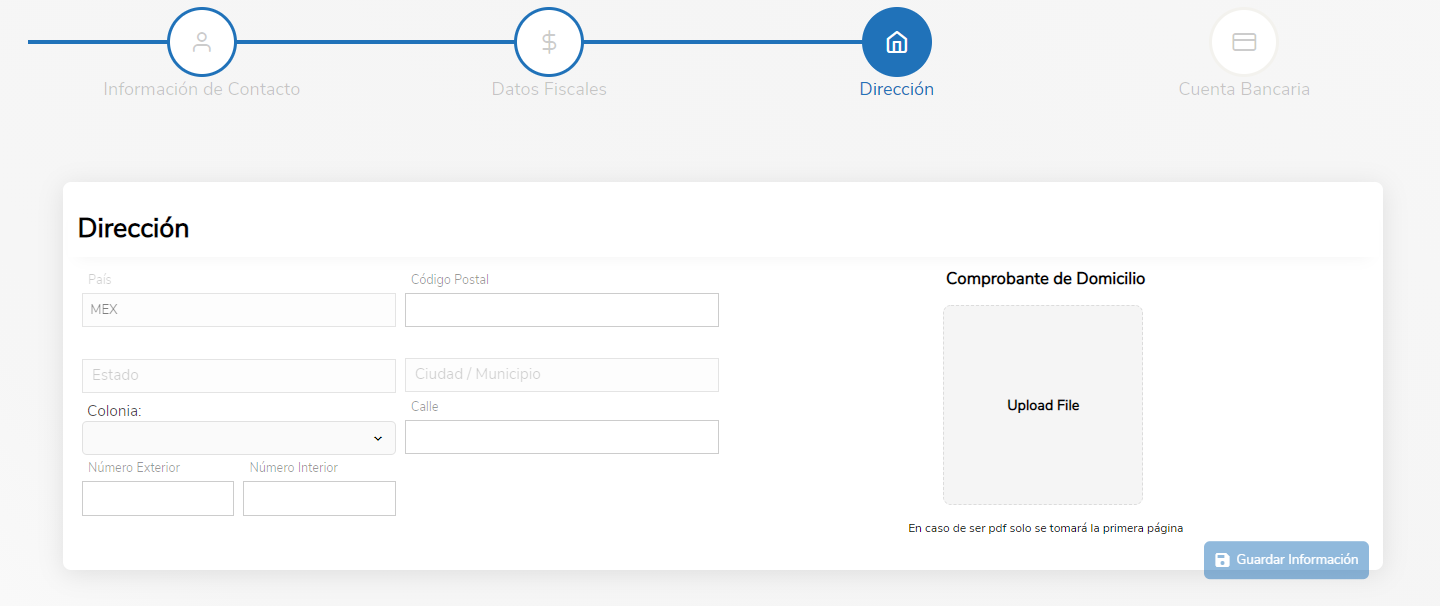 Información de Contacto
Datos Fiscales
Dirección
Cuenta Bancaria
Dirección
País
Código Postal
MEX
Estado
Ciudad / Municipio
Colonia:
Calle
Número Exterior
Número Interior
Comprobante de Domicilio
Upload File
En caso de ser pdf solo se tomará la primera página
Guardar Información